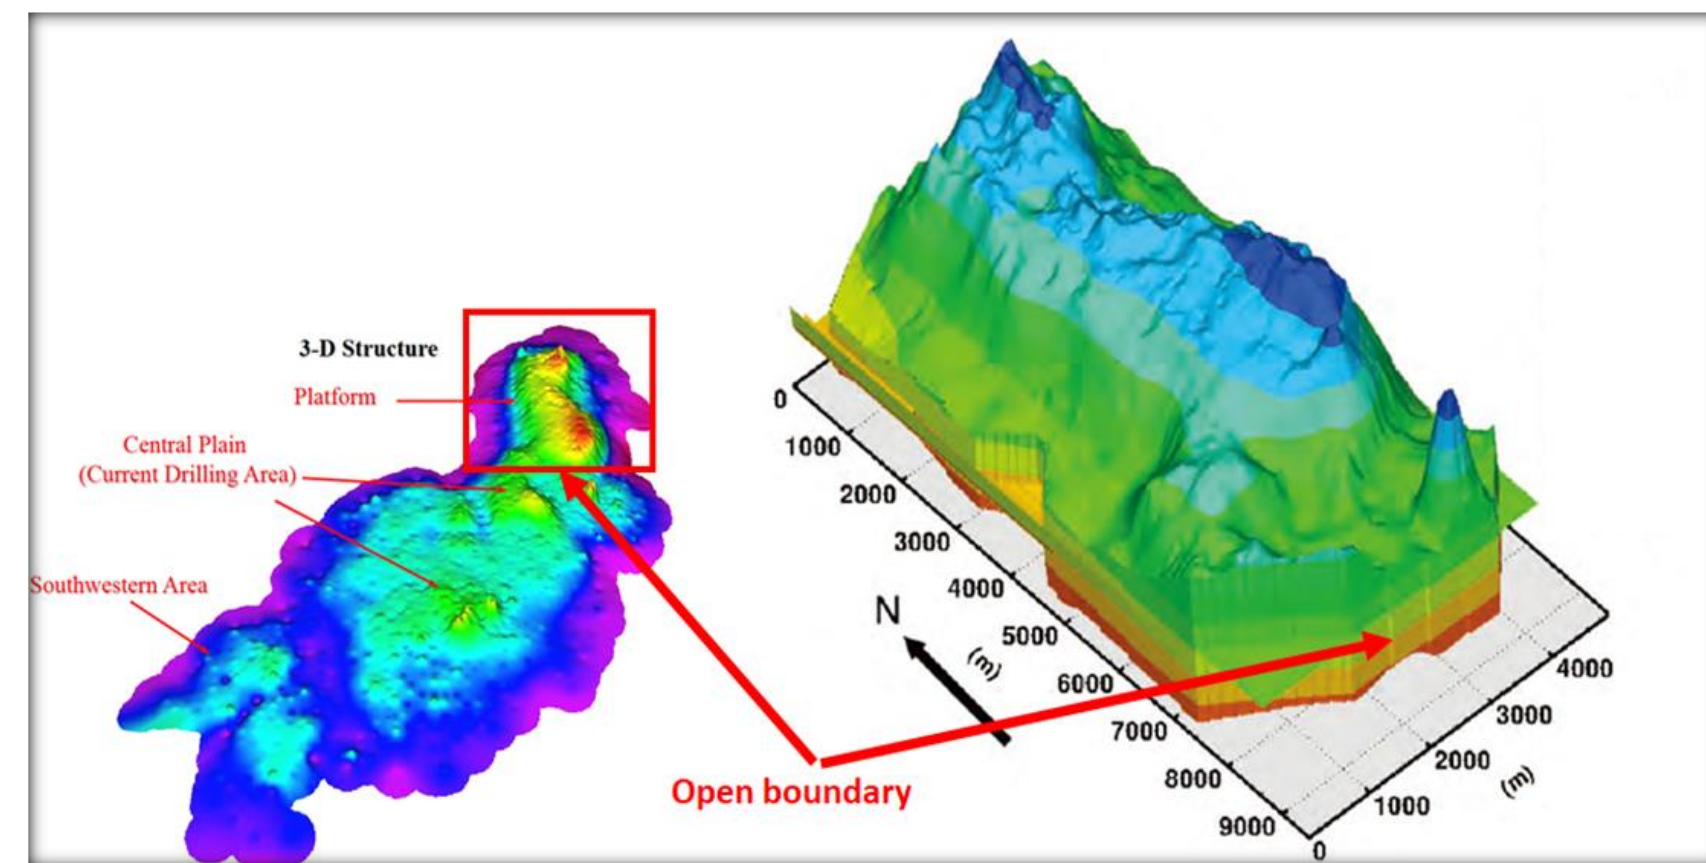 3-D Structure
Platform
Central Plain
(Current Drilling Area)
Southwestern Area
Open boundary
N
(m)
0
1000
2000
3000
4000
5000
6000
7000
8000
9000
0
1000
2000
3000
4000
(m)